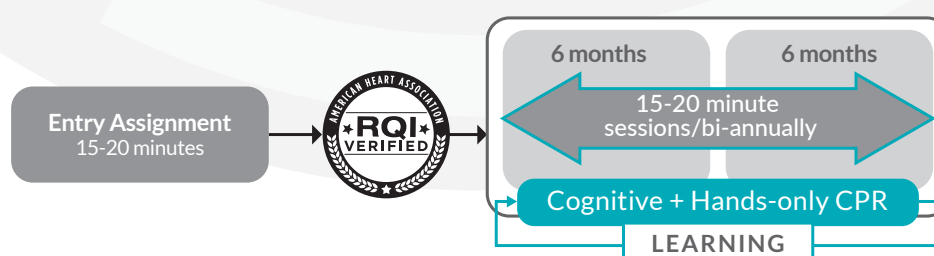 Entry Assignment
15-20 minutes
AMERICAN HEART ASSOCIATION
RQI
VERIFIED
6 months
6 months
15-20 minute
sessions/bi-annually
Cognitive + Hands-only CPR
LEARNING